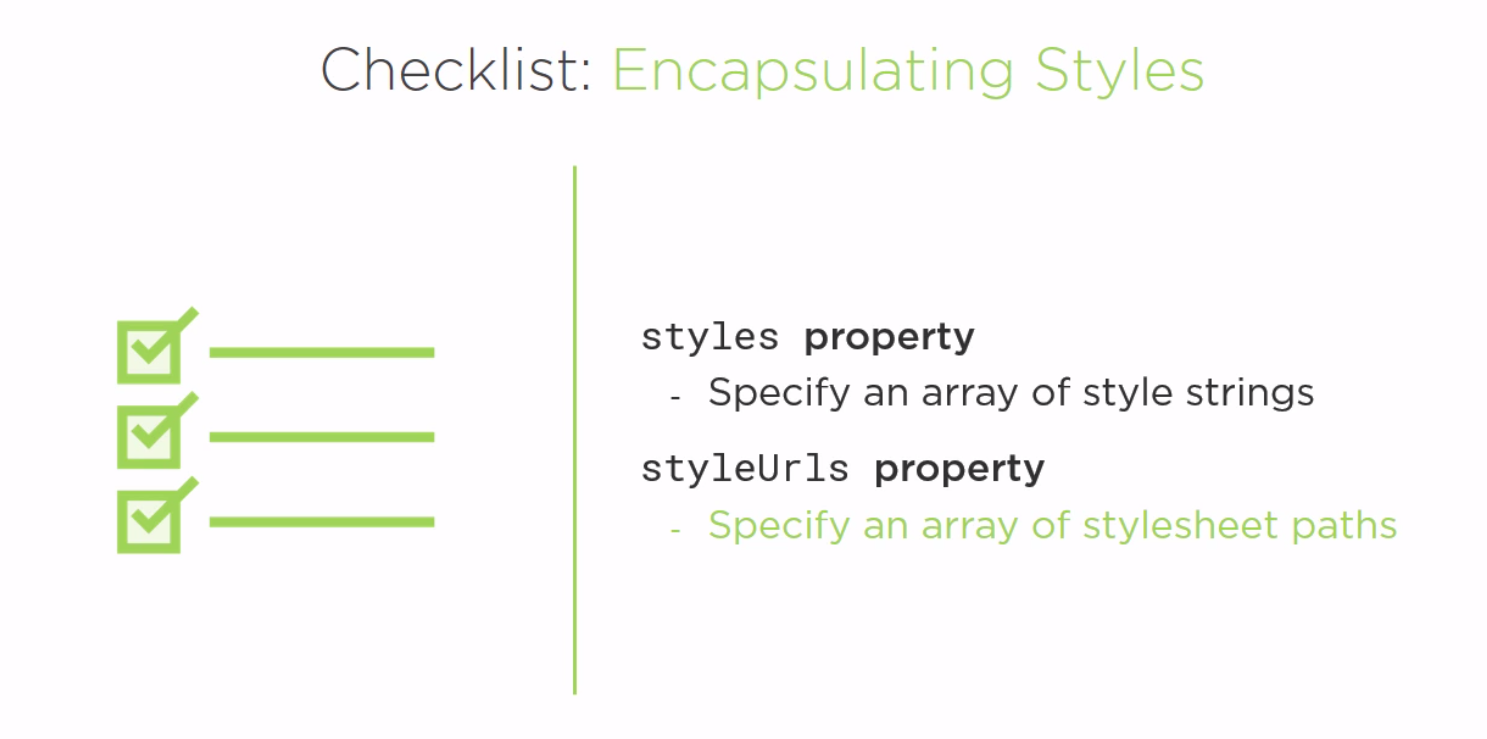 Checklist: Encapsulating Styles
styles property
- Specify an array of style strings
styleUrls property
- Specify an array of stylesheet paths